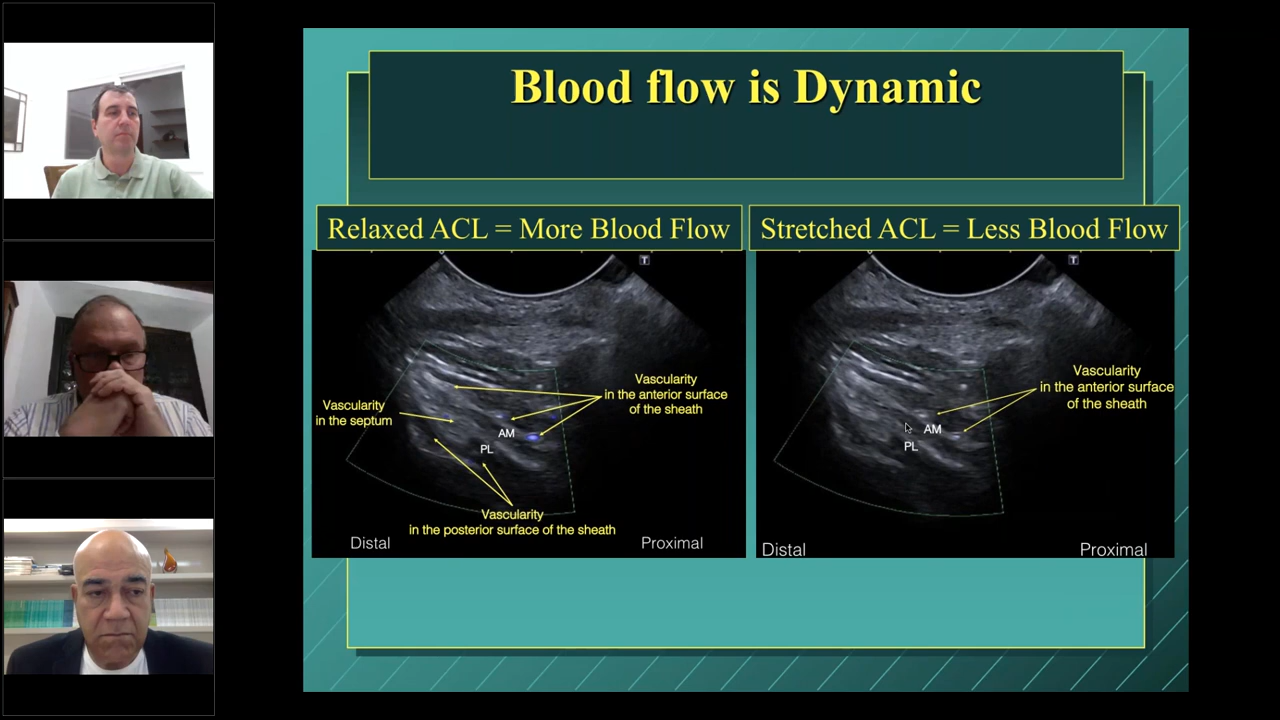 Blood flow is Dynamic
Relaxed ACL = More Blood Flow
Stretched ACL = Less Blood Flow
T
Vascularity
in the anterior surface
of the sheath
Vascularity
in the septum
AM
PL
Vascularity
in the posterior surface of the sheath
Distal
Proximal
T
Vascularity
in the anterior surface
of the sheath
AM
PL
Distal
Proximal